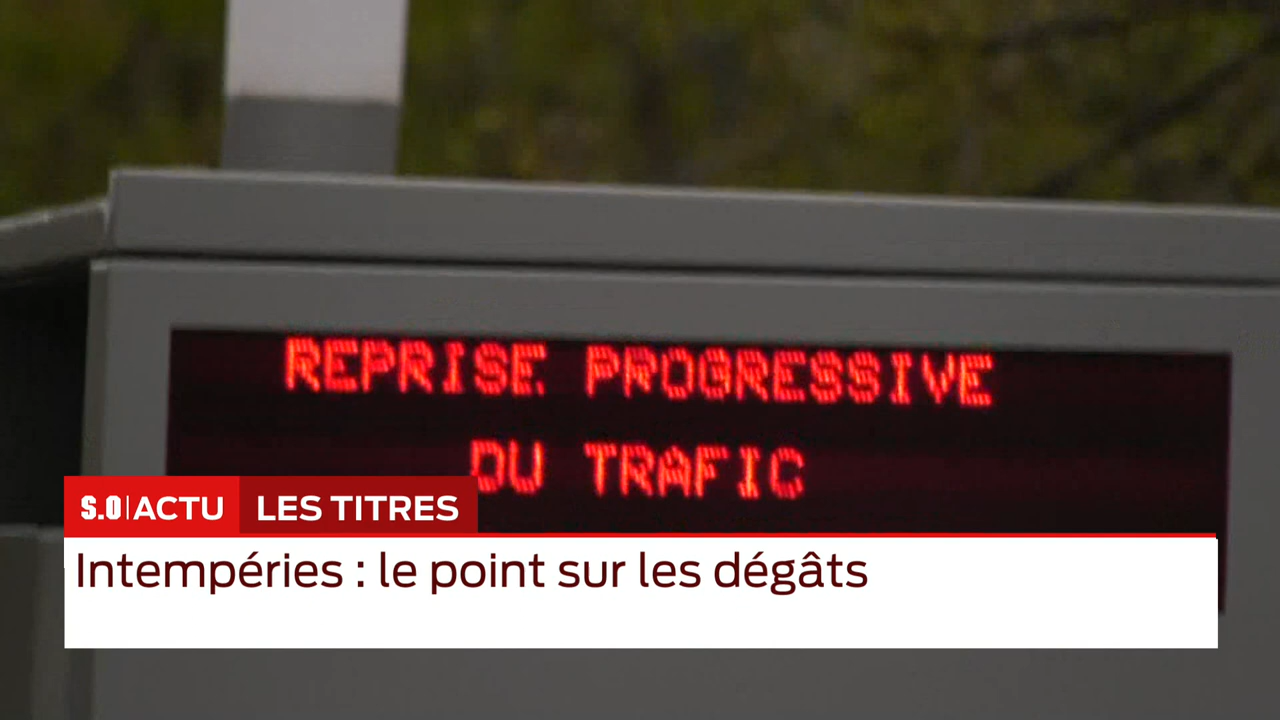 REPRISE PROGRESSIVE
DU TRAFIC
S.O|ACTU LES TITRES
Intempéries : le point sur les dégâts